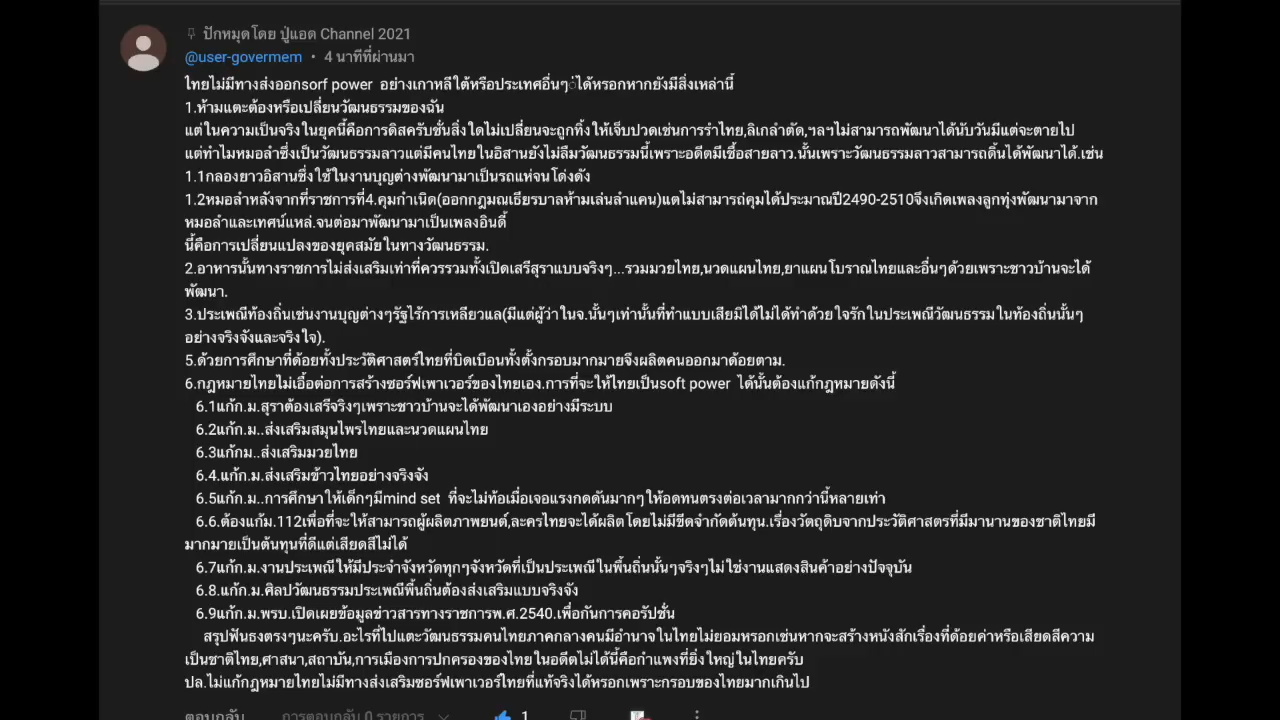 ปักหมุดโดย ปู่แอต Channel 2021
@user-govermem • 4 นาทีที่ผ่านมา
ไทยไม่มีทางส่งออกsorf power อย่างเกาหลีใต้หรือประเทศอื่นๆ่ได้หรอกหากยังมีสิ่งเหล่านี้
1.ห้ามแตะต้องหรือเปลี่ยนวัฒนธรรมของฉัน
แต่ในความเป็นจริงในยุคนี้คือการดิสครับชั่นสิ่งใดไม่เปลี่ยนจะถูกทิ้งให้เจ็บปวดเช่นการรำไทย,ลิเกลำตัด,ฯลฯไม่สามารถพัฒนาได้นับวันมีแต่จะตายไป
แต่ทำไมหมอลำซึ่งเป็นวัฒนธรรมลาวแต่มีคนไทยในอิสานยังไม่ลืมวัฒนธรรมนี้เพราะอดีตมีเชื้อสายลาว.นั้นเพราะวัฒนธรรมลาวสามารถดิ้นได้พัฒนาได้.เช่น
1.1กลองยาวอิสานซึ่งใช้ในงานบุญต่างพัฒนามาเป็นรถแห่จนโด่งดัง
1.2หมอลำหลังจากที่ราชการที่4.คุมกำเนิด(ออกกฎมณเธียรบาลห้ามเล่นลำแคน)แตไม่สามารถ่คุมได้ประมาณปี2490-2510จึงเกิดเพลงลูกทุ่งพัฒนามาจาก
หมอลำและเทศน์แหล่.จนต่อมาพัฒนามาเป็นเพลงอินดี้
นี้คือการเปลี่ยนแปลงของยุคสมัยในทางวัฒนธรรม.
2.อาหารนั้นทางราชการไม่ส่งเสริมเท่าที่ควรรวมทั้งเปิดเสรีสุราแบบจริงๆ...รวมมวยไทย,นวดแผนไทย,ยาแผนโบราณไทยและอื่นๆด้วยเพราะชาวบ้านจะได้
พัฒนา.
3.ประเพณีท้องถิ่นเช่นงานบุญต่างๆรัฐไร้การเหลียวแล(มีแต่ผู้ว่าในจ.นั้นๆเท่านั้นที่ทำแบบเสียมิได้ไม่ได้ทำด้วยใจรักในประเพณีวัฒนธรรมในท้องถิ่นนั้นๆ
อย่างจริงจังและจริงใจ).
5.ด้วยการศึกษาที่ด้อยทั้งประวัติศาสตร์ไทยที่บิดเบือนทั้งตั้งกรอบมากมายจึงผลิตคนออกมาด้อยตาม.
6.กฎหมายไทยไม่เอื้อต่อการสร้างซอร์ฟเพาเวอร์ของไทยเอง.การที่จะให้ไทยเป็นsoft power ได้นั้นต้องแก้กฎหมายดังนี้
6.1แก้ก.ม.สุราต้องเสรีจริงๆเพราะชาวบ้านจะได้พัฒนาเองอย่างมีระบบ
6.2แก้ก.ม..ส่งเสริมสมุนไพรไทยและนวดแผนไทย
6.3แก้กม..ส่งเสริมมวยไทย
6.4.แก้ก.ม.ส่งเสริมข้าวไทยอย่างจริงจัง
6.5แก้ก.ม..การศึกษาให้เด็กๆมีmind set ที่จะไม่ท้อเมื่อเจอแรงกดดันมากๆให้อดทนตรงต่อเวลามากกว่านี้หลายเท่า
6.6.ต้องแก้ม.112เพื่อที่จะให้สามารถผู้ผลิตภาพยนต์,ละครไทยจะได้ผลิตโดยไม่มีขีดจำกัดต้นทุน.เรื่องวัตถุดิบจากประวัติศาสตร์ที่มีมานานของชาติไทยมี
มากมายเป็นต้นทุนที่ดีแต่เสียดสีไม่ได้
6.7แก้ก.ม.งานประเพณีให้มีประจำจังหวัดทุกๆจังหวัดที่เป็นประเพณีในพื้นถิ่นนั้นๆจริงๆไม่ใช่งานแสดงสินค้าอย่างปัจจุบัน
6.8.แก้ก.ม.ศิลปวัฒนธรรมประเพณีพื้นถิ่นต้องส่งเสริมแบบจริงจัง
6.9แก้ก.ม.พรบ.เปิดเผยข้อมูลข่าวสารทางราชการพ.ศ.2540.เพื่อกันการคอรัปชั่น
สรุปฟันธงตรงๆนะครับ.อะไรที่ไปแตะวัฒนธรรมคนไทยภาคกลางคนมีอำนาจในไทยไม่ยอมหรอกเช่นหากจะสร้างหนังสักเรื่องที่ด้อยค่าหรือเสียดสีความ
เป็นชาติไทย,ศาสนา,สถาบัน,การเมืองการปกครองของไทยในอดีตไม่ได้นี้คือกำแพงที่ยิ่งใหญ่ในไทยครับ
ปล.ไม่แก้กฎหมายไทยไม่มีทางส่งเสริมซอร์ฟเพาเวอร์ไทยที่แท้จริงได้หรอกเพราะกรอบของไทยมากเกินไป
ตอบกลับ การตอบกลับ 0 รายการ 1